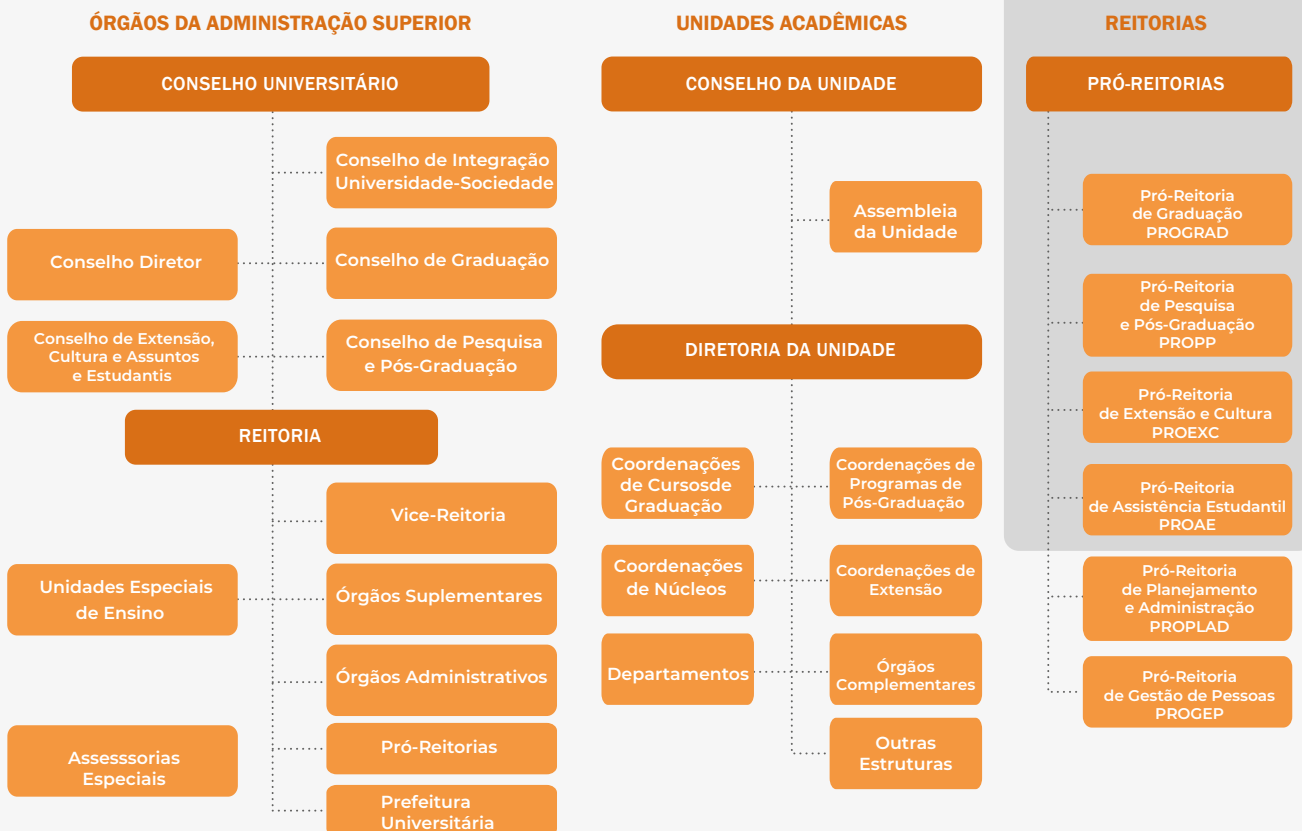 ÓRGÃOS DA ADMINISTRAÇÃO SUPERIOR
CONSELHO UNIVERSITÁRIO
Conselho de Integração
Universidade-Sociedade
Conselho Diretor
Conselho de Graduação
Conselho de Extensão,
Cultura e Assuntos
e Estudantis
Conselho de Pesquisa
e Pós-Graduação
REITORIA
Vice-Reitoria
Unidades Especiais
de Ensino
Órgãos Suplementares
Órgãos Administrativos
Assesssorias
Especiais
Pró-Reitorias
Prefeitura
Universitária
UNIDADES ACADÊMICAS
CONSELHO DA UNIDADE
Assembleia
da Unidade
DIRETORIA DA UNIDADE
Coordenações
de Cursosde
Graduação
Coordenações de
Programas de
Pós-Graduação
Coordenações
de Núcleos
Coordenações de
Extensão
Departamentos
Órgãos
Complementares
Outras
Estruturas
REITORIAS
PRÓ-REITORIAS
Pró-Reitoria
de Graduação
PROGRAD
Pró-Reitoria
de Pesquisa
e Pós-Graduação
PROPP
Pró-Reitoria
de Extensão e Cultura
PROEXC
Pró-Reitoria
de Assistência Estudantil
PROAE
Pró-Reitoria
de Planejamento
e Administração
PROPLAD
Pró-Reitoria
de Gestão de Pessoas
PROGEP